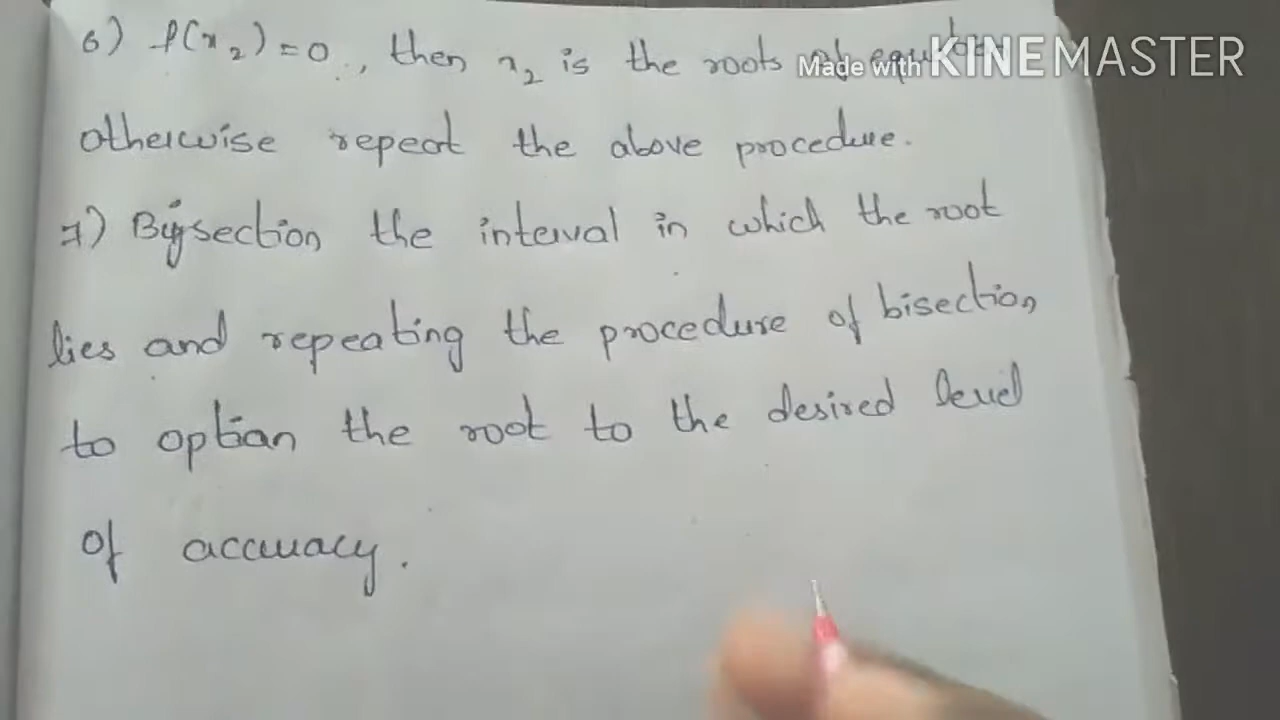 6) f(x₂)=0., then x₂ is the roots of equation
Made with KINEMASTER
otherwise repeat the above procedure.
7) Bysection the interval in which the root
lies and repeating the procedure of bisection
to optian the root to the desired level
of accuracy.